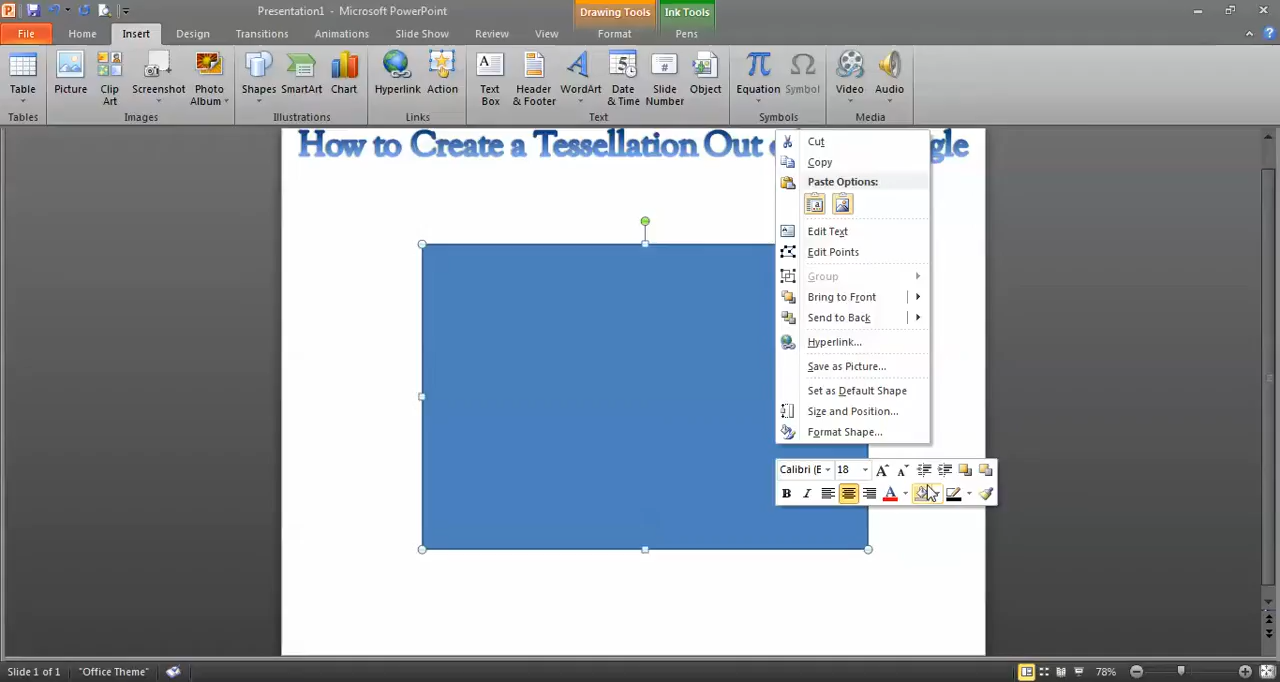 Presentation1 - Microsoft PowerPoint
Drawing Tools
Ink Tools
File
Home
Insert
Design
Transitions
Animations
Slide Show
Review
View
Format
Pens
Table
Picture
Clip Art
Screenshot
Photo Album
Shapes
SmartArt
Chart
Hyperlink
Action
Text Box
Header & Footer
WordArt
Date & Time
Slide Number
Object
Equation
Symbol
Video
Audio
Tables
Images
Illustrations
Links
Text
Symbols
Media
How to Create a Tessellation Out
Cut
Copy
Paste Options:
Edit Text
Edit Points
Group
Bring to Front
Send to Back
Hyperlink...
Save as Picture...
Set as Default Shape
Size and Position...
Format Shape...
Calibri (E 18
B I A
Slide 1 of 1
"Office Theme"
78%